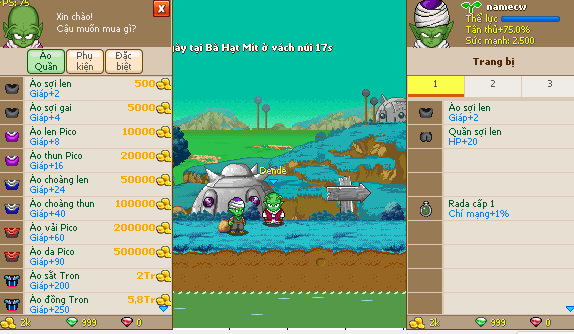 PS: 75
Xin chào!
Cậu muốn mua gì?
X
Áo Quần
Phụ kiện
Đặc biệt
Áo sợi len 500
Giáp+2
Áo sợi gai 5000
Giáp+4
Áo len Pico 10000
Giáp+8
Áo thun Pico 20000
Giáp+16
Áo choàng len 50000
Giáp+24
Áo choàng thun 100000
Giáp+40
Áo vải Pico 200000
Giáp+60
Áo da Pico 500000
Giáp+90
Áo sắt Tron 2Tr
Giáp+200
Áo đồng Tron 5,8Tr
Giáp+250
2k 999 0
tại Bà Hạt Mít ở vách núi 17s
Dende
namecw
Thể lực
Tân thủ+75.0%
Sức mạnh: 2.500
Trang bị
1 2 3
Áo sợi len
Giáp+2
Quần sợi len
HP+20
Rada cấp 1
Chí mạng+1%
2k 999 0